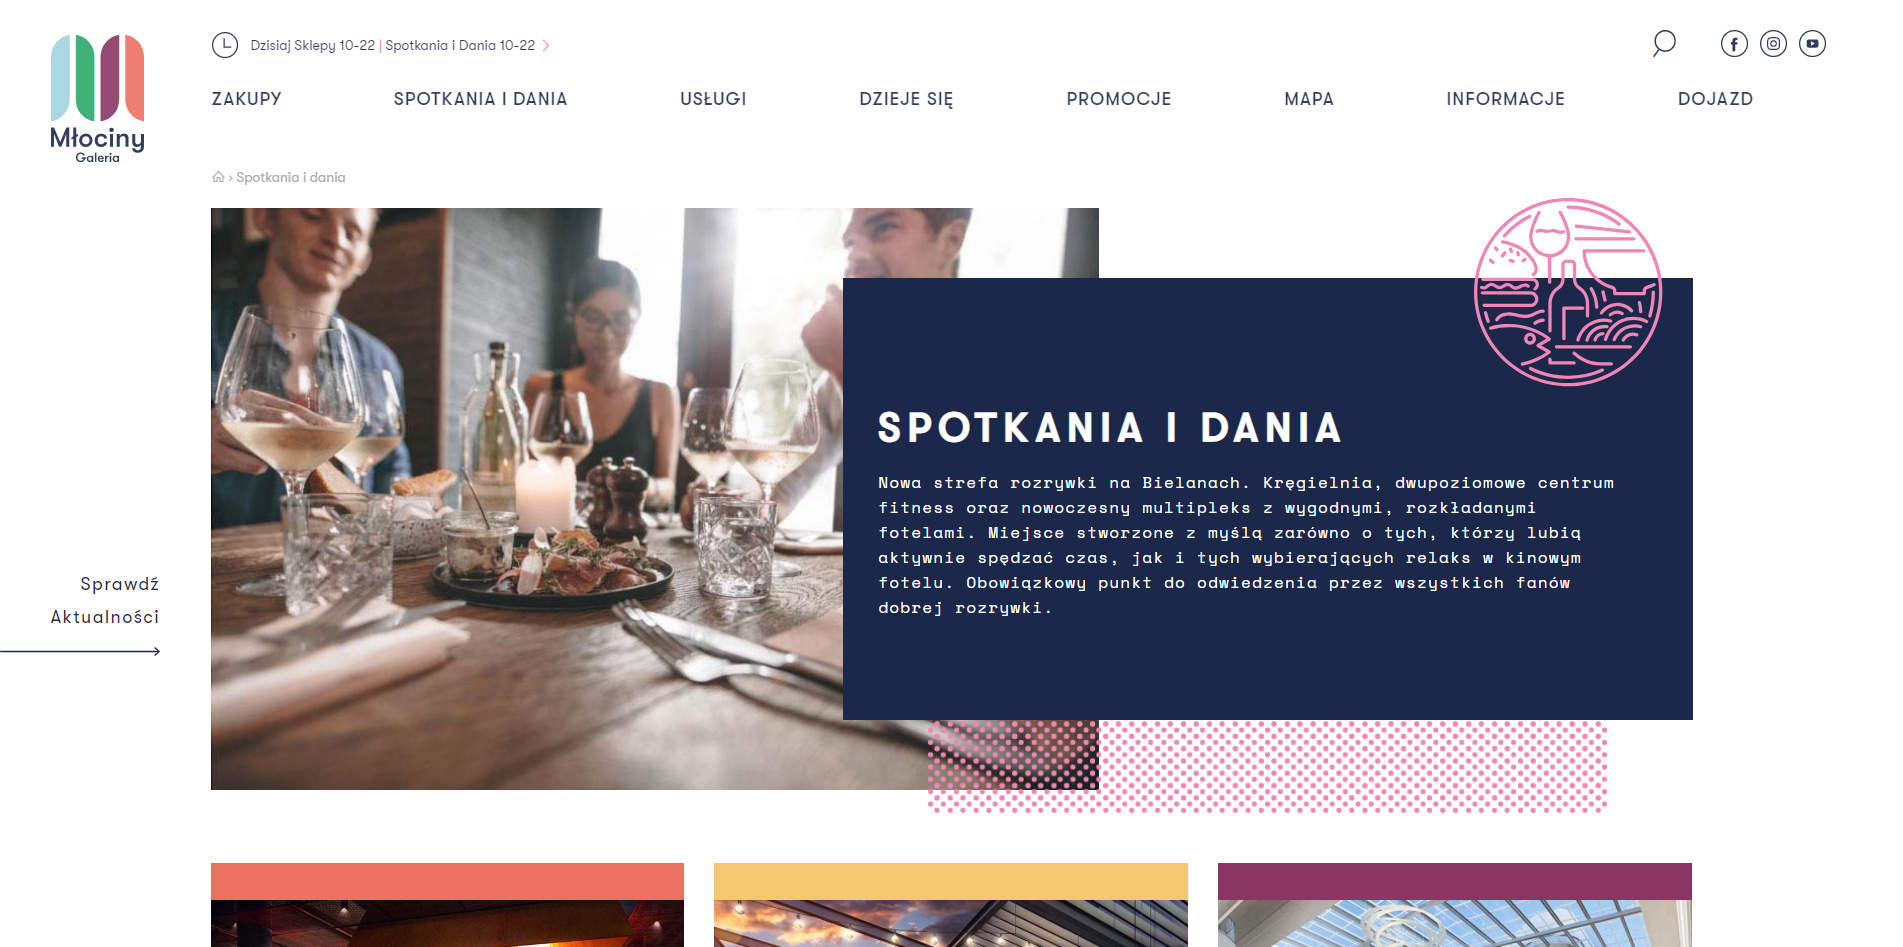 Młociny
Galeria
Dzisiaj Sklepy 10-22 | Spotkania i Dania 10-22
ZAKUPY
SPOTKANIA I DANIA
USŁUGI
DZIEJE SIĘ
PROMOCJE
MAPA
INFORMACJE
DOJAZD
› Spotkania i dania
SPOTKANIA I DANIA
Nowa strefa rozrywki na Bielanach. Kręgielnia, dwupoziomowe centrum
fitness oraz nowoczesny multipleks z wygodnymi, rozkładanymi
fotelami. Miejsce stworzone z myślą zarówno o tych, którzy lubią
aktywnie spędzać czas, jak i tych wybierających relaks w kinowym
fotelu. Obowiązkowy punkt do odwiedzenia przez wszystkich fanów
dobrej rozrywki.
Sprawdź
Aktualności